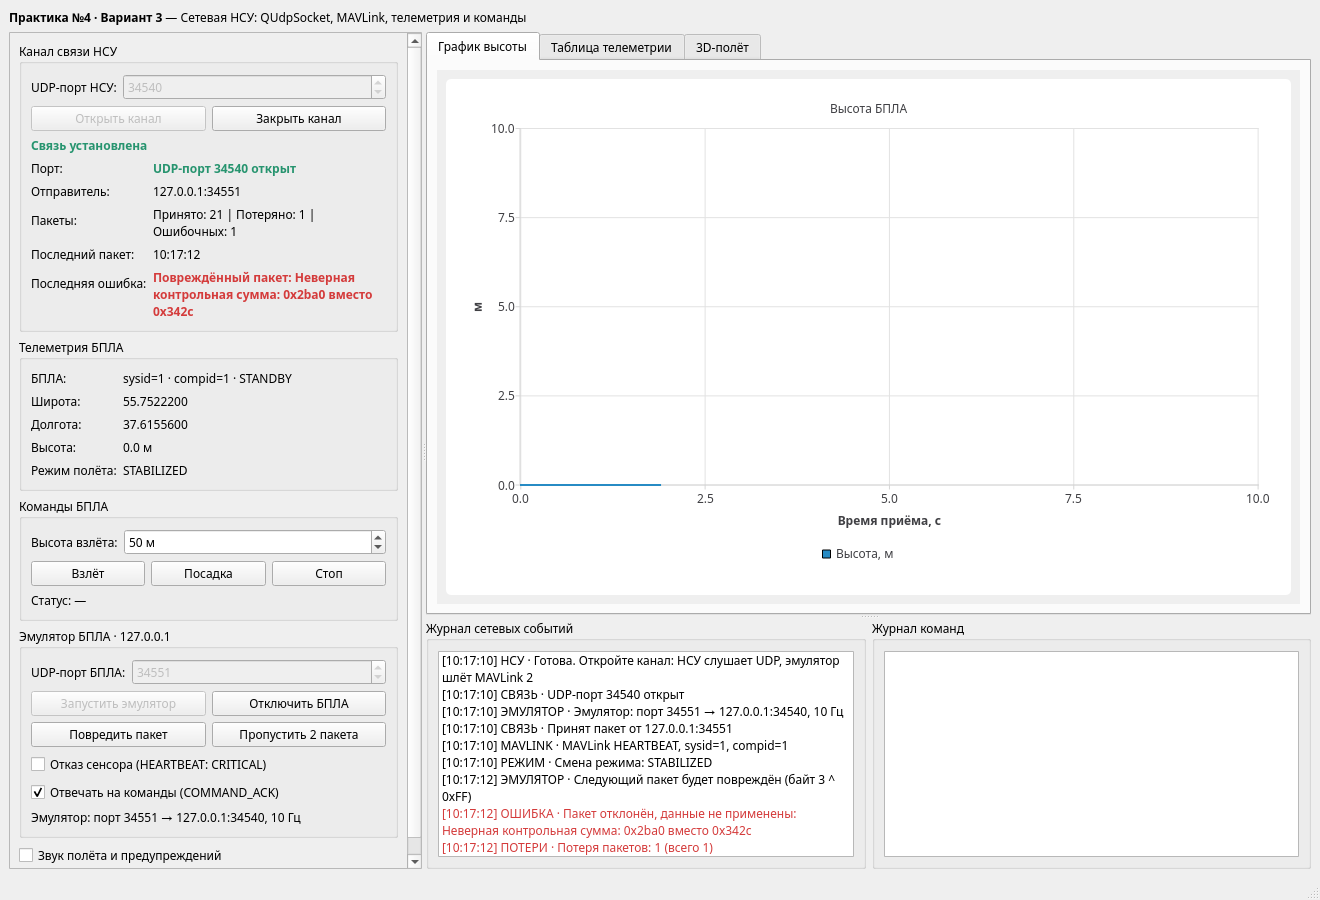 Практика №4 · Вариант 3 — Сетевая НСУ: QUdpSocket, MAVLink, телеметрия и команды
Канал связи НСУ
UDP-порт НСУ: 34540
Открыть канал Закрыть канал
Связь установлена
Порт: UDP-порт 34540 открыт
Отправитель: 127.0.0.1:34551
Пакеты: Принято: 21 | Потеряно: 1 |
Ошибочных: 1
Последний пакет: 10:17:12
Последняя ошибка: Повреждённый пакет: Неверная
контрольная сумма: 0x2ba0 вместо
0x342c
Телеметрия БПЛА
БПЛА: sysid=1 · compid=1 · STANDBY
Широта: 55.7522200
Долгота: 37.6155600
Высота: 0.0 м
Режим полёта: STABILIZED
Команды БПЛА
Высота взлёта: 50 м
Взлёт Посадка Стоп
Статус: —
Эмулятор БПЛА · 127.0.0.1
UDP-порт БПЛА: 34551
Запустить эмулятор Отключить БПЛА
Повредить пакет Пропустить 2 пакета
Отказ сенсора (HEARTBEAT: CRITICAL)
Отвечать на команды (COMMAND_ACK)
Эмулятор: порт 34551 → 127.0.0.1:34540, 10 Гц
Звук полёта и предупреждений
График высоты Таблица телеметрии 3D-полёт
Высота БПЛА
10.0
7.5
5.0
2.5
0.0
м
0.0 2.5 5.0 7.5 10.0
Время приёма, с
Высота, м
Журнал сетевых событий
[10:17:10] НСУ · Готова. Откройте канал: НСУ слушает UDP, эмулятор
шлёт MAVLink 2
[10:17:10] СВЯЗЬ · UDP-порт 34540 открыт
[10:17:10] ЭМУЛЯТОР · Эмулятор: порт 34551 → 127.0.0.1:34540, 10 Гц
[10:17:10] СВЯЗЬ · Принят пакет от 127.0.0.1:34551
[10:17:10] MAVLINK · MAVLink HEARTBEAT, sysid=1, compid=1
[10:17:10] РЕЖИМ · Смена режима: STABILIZED
[10:17:12] ЭМУЛЯТОР · Следующий пакет будет повреждён (байт 3 ^
0xFF)
[10:17:12] ОШИБКА · Пакет отклонён, данные не применены:
Неверная контрольная сумма: 0x2ba0 вместо 0x342c
[10:17:12] ПОТЕРИ · Потеря пакетов: 1 (всего 1)
Журнал команд